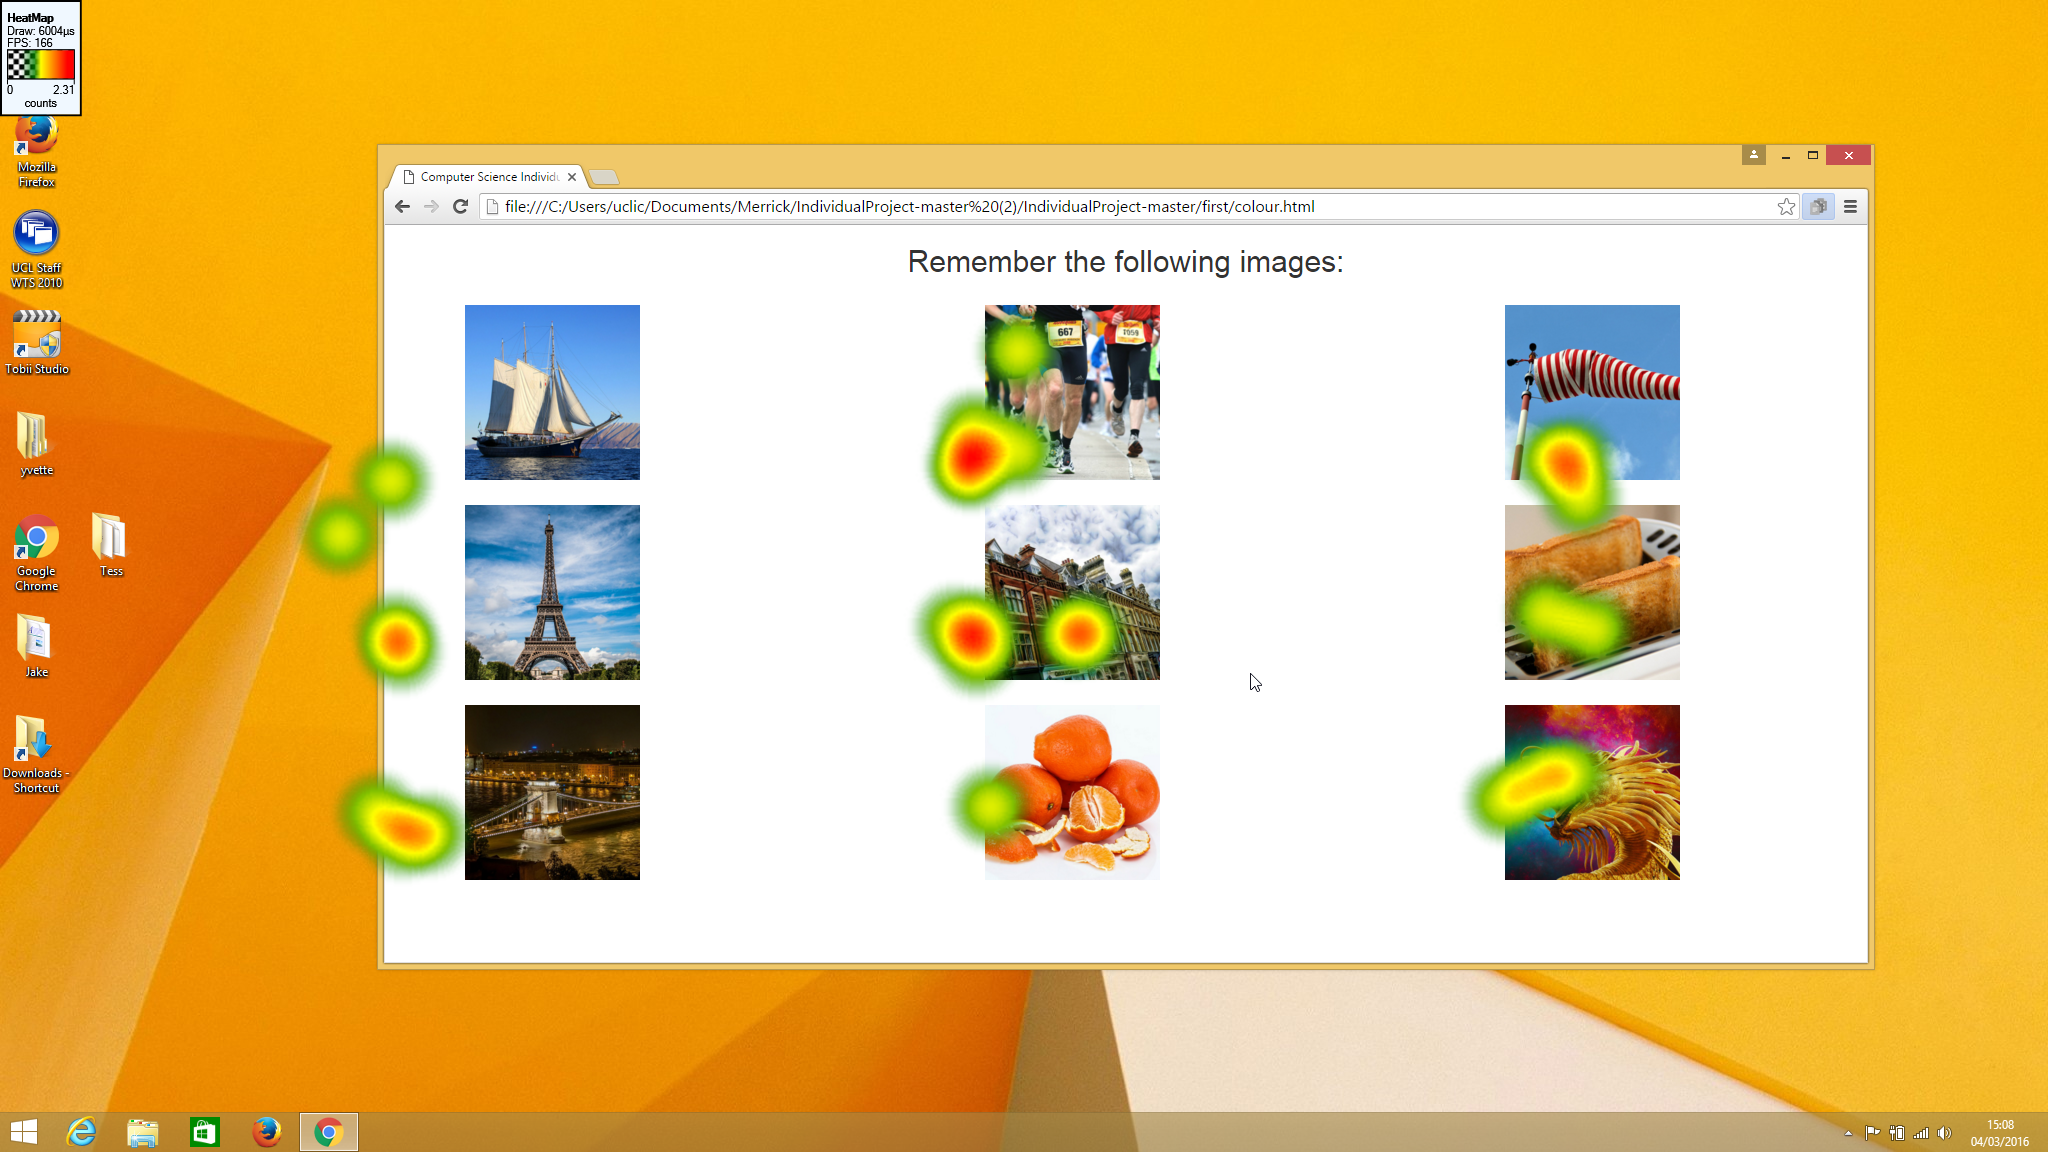 HeatMap
Draw: 6004µs
FPS: 166
0 2.31
counts
Mozilla
Firefox
UCL Staff
WTS 2010
Tobii Studio
yvette
Google
Chrome
Tess
Jake
Downloads -
Shortcut
Computer Science Individu
file:///C:/Users/uclic/Documents/Merrick/IndividualProject-master%20(2)/IndividualProject-master/first/colour.html
Remember the following images:
667
1059
15:08
04/03/2016